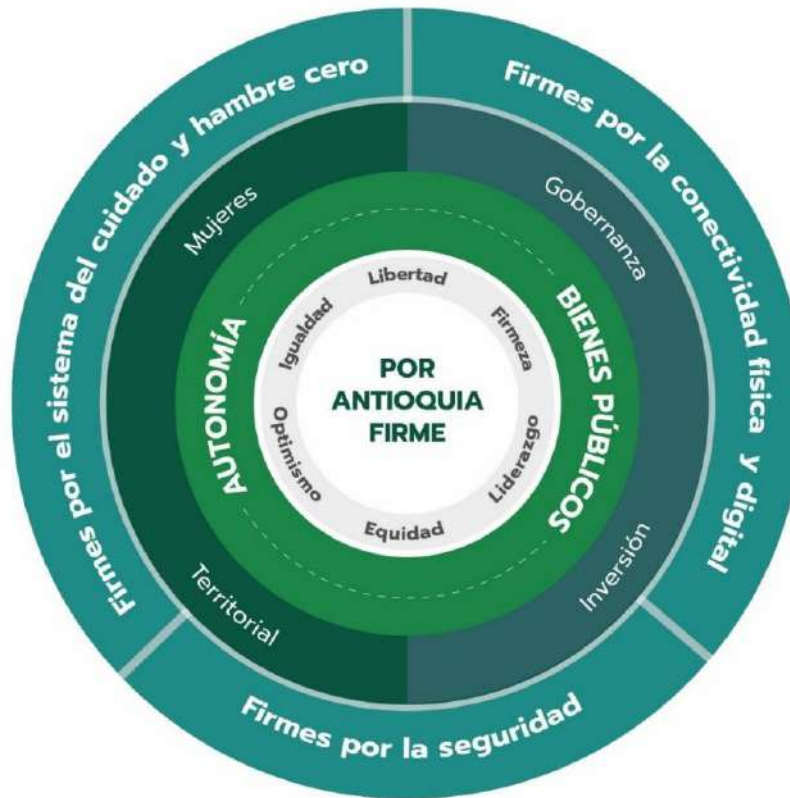 Firmes por el sistema del cuidado y hambre cero
Firmes por la conectividad física y digital
Firmes por la seguridad
Mujeres
Gobernanza
Territorial
Inversión
AUTONOMÍA
BIENES PÚBLICOS
Libertad
Firmeza
Liderazgo
Equidad
Optimismo
Igualdad
POR
ANTIOQUIA
FIRME